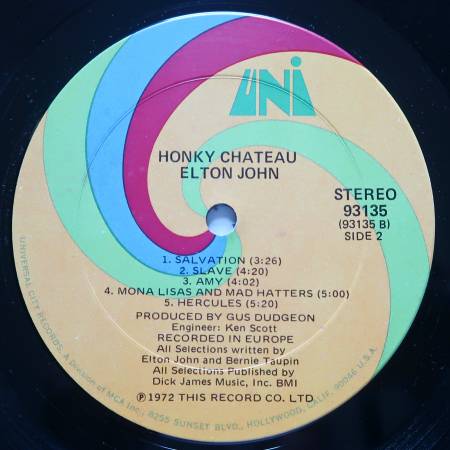 UNI
HONKY CHATEAU
ELTON JOHN
STEREO
93135
(93135 B)
SIDE 2
1. SALVATION (3:26)
2. SLAVE (4:20)
3. AMY (4:02)
4. MONA LISAS AND MAD HATTERS (5:00)
5. HERCULES (5:20)
PRODUCED BY GUS DUDGEON
Engineer: Ken Scott
RECORDED IN EUROPE
All Selections written by
Elton John and Bernie Taupin
All Selections Published by
Dick James Music, Inc. BMI
Ⓟ 1972 THIS RECORD CO. LTD
UNIVERSAL CITY RECORDS, A Division of MCA Inc., 8255 SUNSET BLVD., HOLLYWOOD, CALIF. 90046 U.S.A.